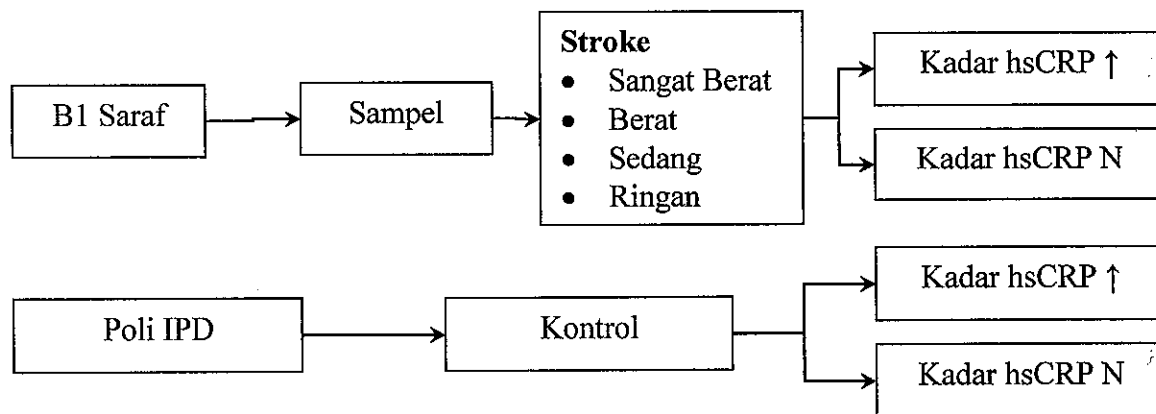 B1 Saraf
Sampel
Stroke
● Sangat Berat
● Berat
● Sedang
● Ringan
Kadar hsCRP ↑
Kadar hsCRP N
Poli IPD
Kontrol
Kadar hsCRP ↑
Kadar hsCRP N